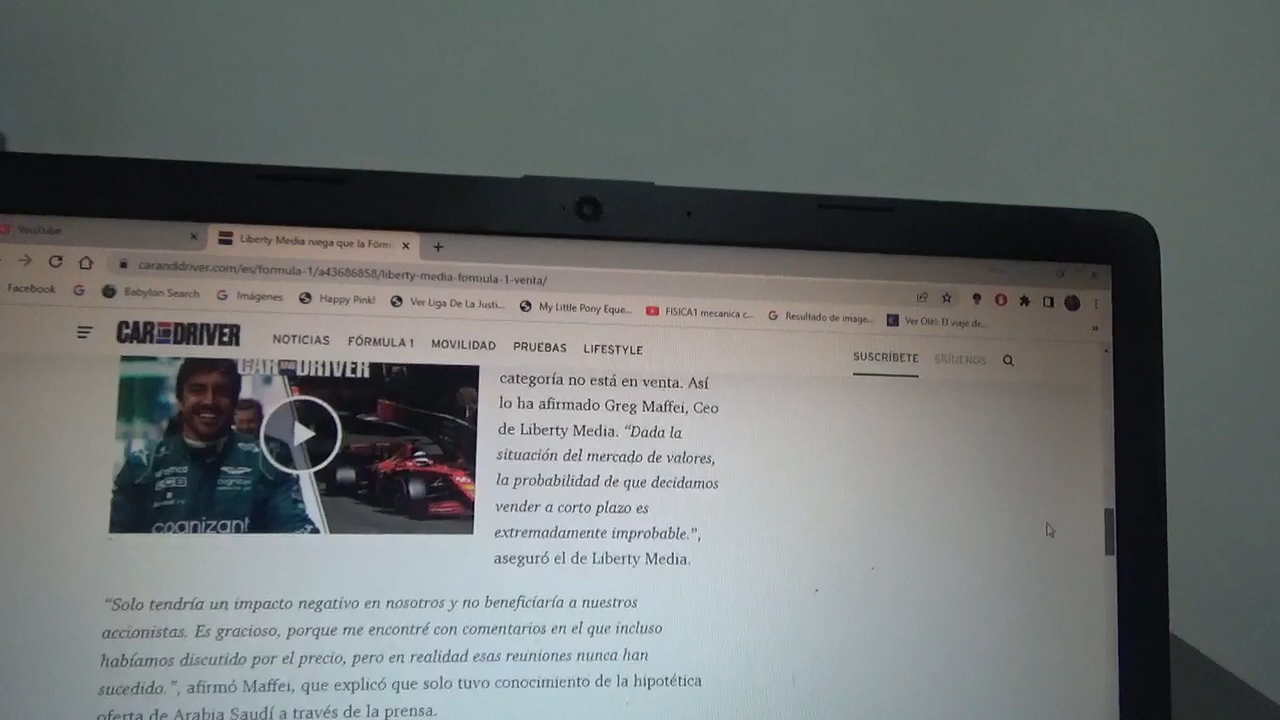 YouTube
Liberty Media niega que la Fórm
caranddriver.com/es/formula-1/a43686858/liberty-media-formula-1-venta/
Facebook
Babylon Search
Imágenes
Happy Pink!
Ver Liga De La Justi...
My Little Pony Eque...
FISICA1 mecanica c...
Resultado de image...
Ver Olé!: El viaje de...
CAR AND DRIVER
NOTICIAS FÓRMULA 1 MOVILIDAD PRUEBAS LIFESTYLE
SUSCRÍBETE SÍGUENOS
CAR AND DRIVER
aramco
cognizant
categoría no está en venta. Así
lo ha afirmado Greg Maffei, Ceo
de Liberty Media. “Dada la
situación del mercado de valores,
la probabilidad de que decidamos
vender a corto plazo es
extremadamente improbable.”,
aseguró el de Liberty Media.
“Solo tendría un impacto negativo en nosotros y no beneficiaría a nuestros
accionistas. Es gracioso, porque me encontré con comentarios en el que incluso
habíamos discutido por el precio, pero en realidad esas reuniones nunca han
sucedido.”, afirmó Maffei, que explicó que solo tuvo conocimiento de la hipotética
oferta de Arabia Saudí a través de la prensa.